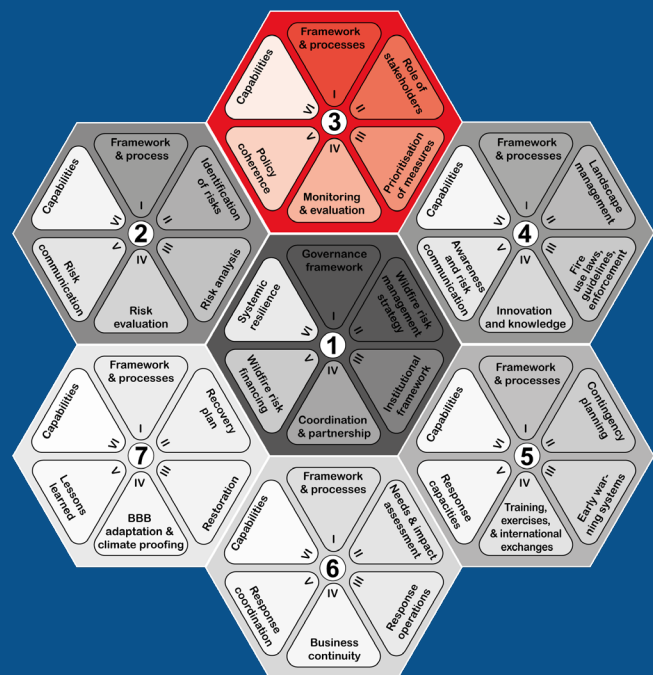 Framework
& processes
I
Role of
stakeholders
II
Prioritisation
of measures
III
Monitoring
& evaluation
IV
Policy
coherence
V
Capabilities
VI
3
Framework
& process
I
Identification
of risks
II
Risk analysis
III
Risk
evaluation
IV
Risk
communication
V
Capabilities
VI
2
Framework
& processes
I
Landscape
management
II
Fire
use laws,
guidelines,
enforcement
III
Innovation
and knowledge
IV
Awareness
and risk
communication
V
Capabilities
VI
4
Governance
framework
I
Wildfire risk
management
strategy
II
Institutional
framework
III
Coordination
& partnership
IV
Wildfire risk
financing
V
Systemic
resilience
VI
1
Framework
& processes
I
Recovery
plan
II
Restoration
III
BBB
adaptation &
climate proofing
IV
Lessons
learned
V
Capabilities
VI
7
Framework
& processes
I
Contingency
planning
II
Early war-
ning systems
III
Training,
exercises,
& international
exchanges
IV
Response
capacities
V
Capabilities
VI
5
Framework
& processes
I
Needs & impact
assessment
II
Response
operations
III
Business
continuity
IV
Response
coordination
V
Capabilities
VI
6